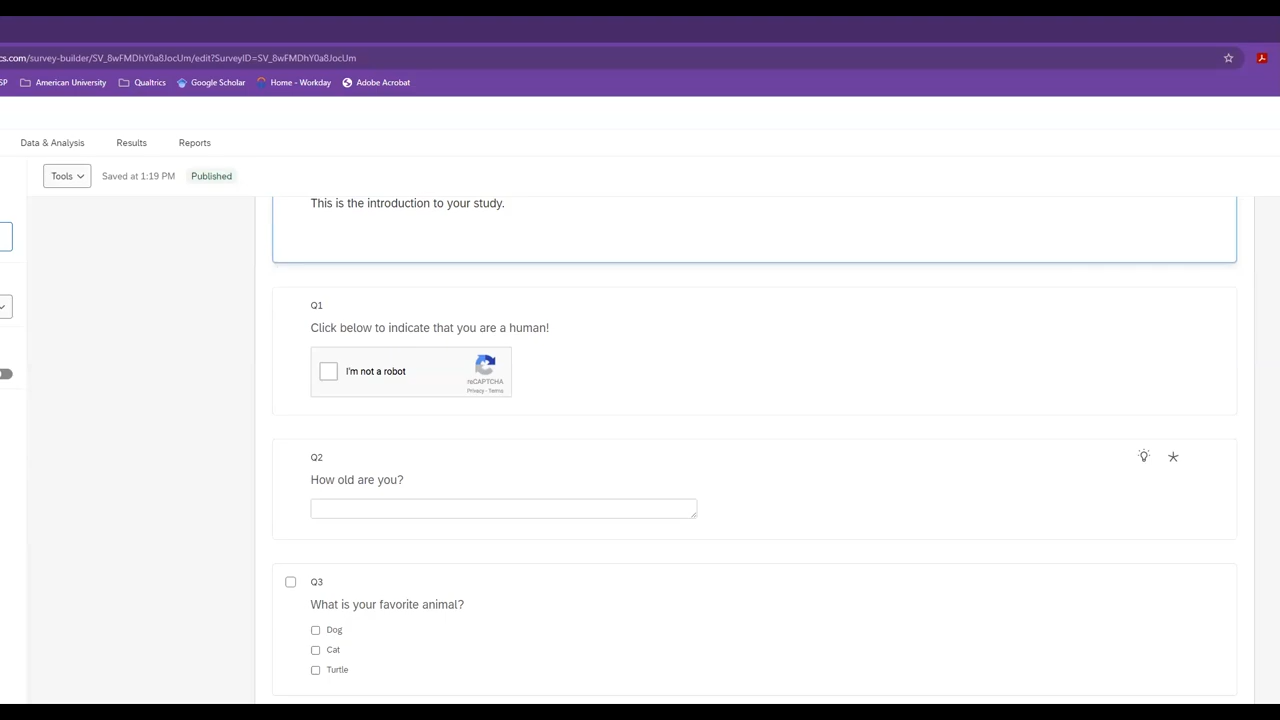 cs.com/survey-builder/SV_8wFMDhY0a8JocUm/edit?SurveyID=SV_8wFMDhY0a8JocUm
SP American University Qualtrics Google Scholar Home - Workday Adobe Acrobat
Data & Analysis Results Reports
Tools Saved at 1:19 PM Published
This is the introduction to your study.
Q1
Click below to indicate that you are a human!
I'm not a robot
reCAPTCHA
Privacy - Terms
Q2
How old are you?
Q3
What is your favorite animal?
Dog
Cat
Turtle